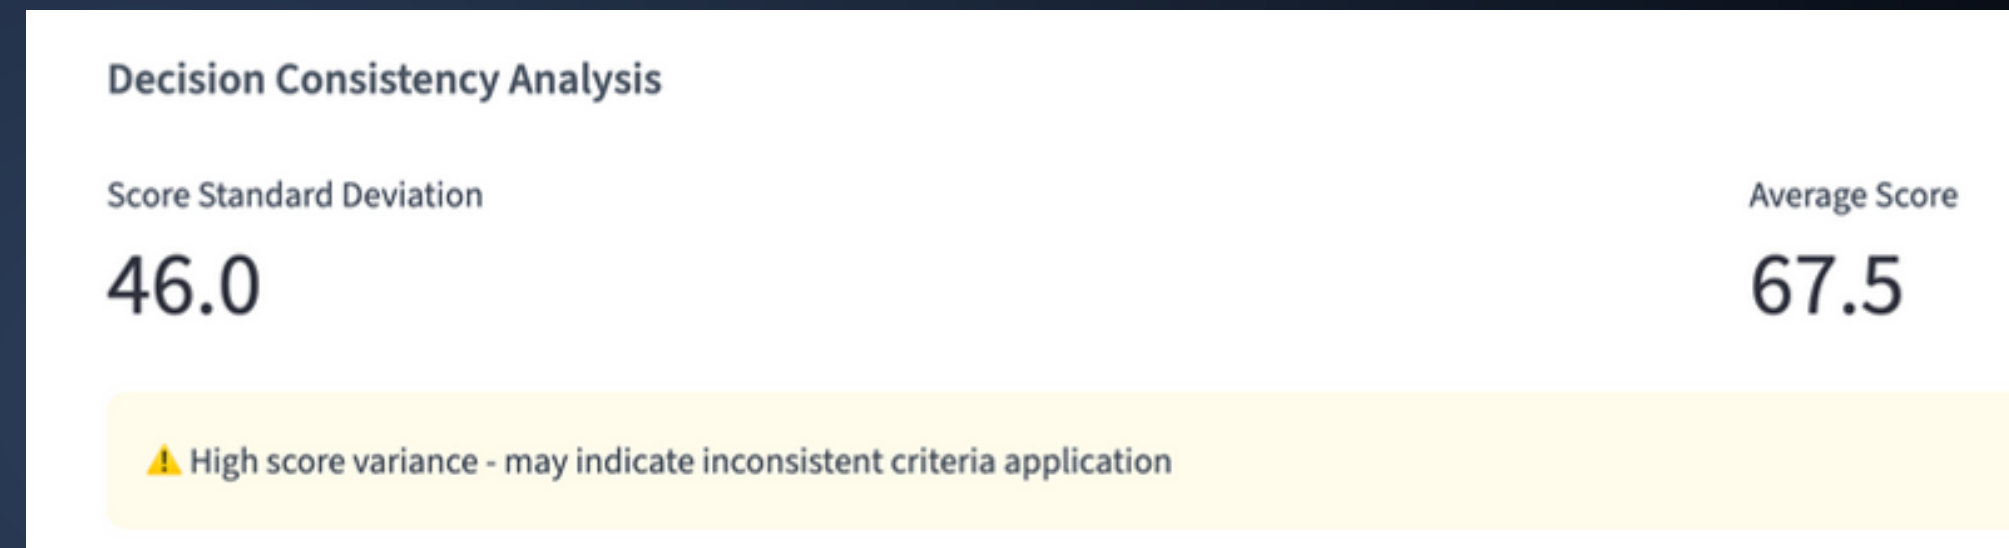 Decision Consistency Analysis
Score Standard Deviation
46.0
Average Score
67.5
⚠️ High score variance - may indicate inconsistent criteria application